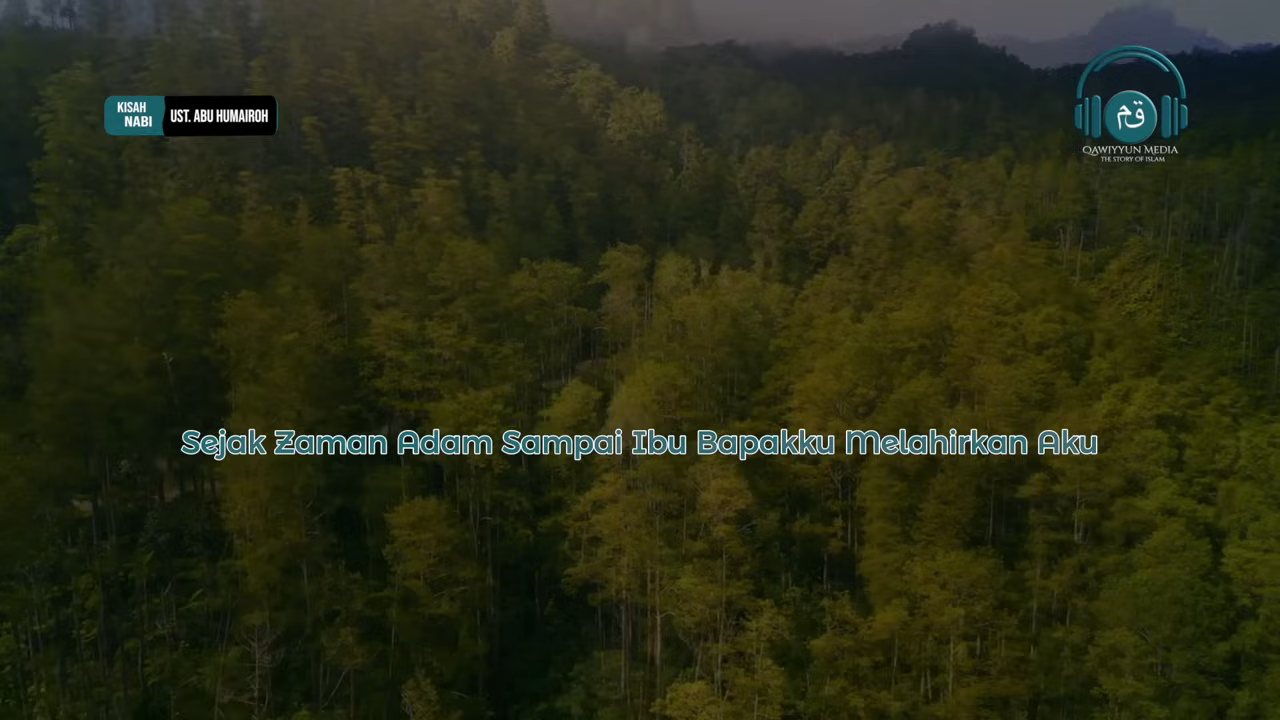 KISAH
NABI
UST. ABU HUMAIROH
قم
QAWIYYUN MEDIA
THE STORY OF ISLAM
Sejak Zaman Adam Sampai Ibu Bapakku Melahirkan Aku